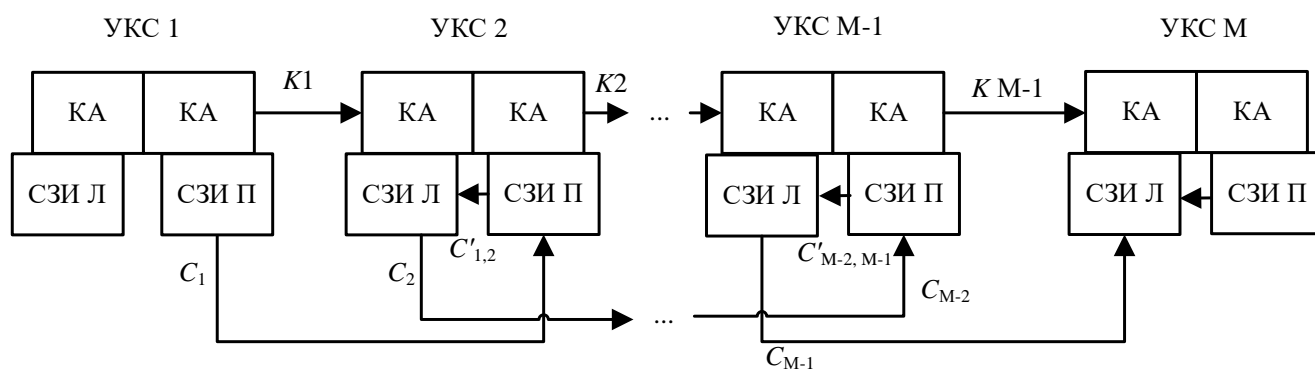 УКС 1 УКС 2 УКС М-1 УКС М
КА КА K1 КА КА K2 ... КА КА K М-1 КА КА
СЗИ Л СЗИ П СЗИ Л СЗИ П СЗИ Л СЗИ П СЗИ Л СЗИ П
C1 C2 C′1,2 C′М-2, М-1
... CМ-2
CМ-1